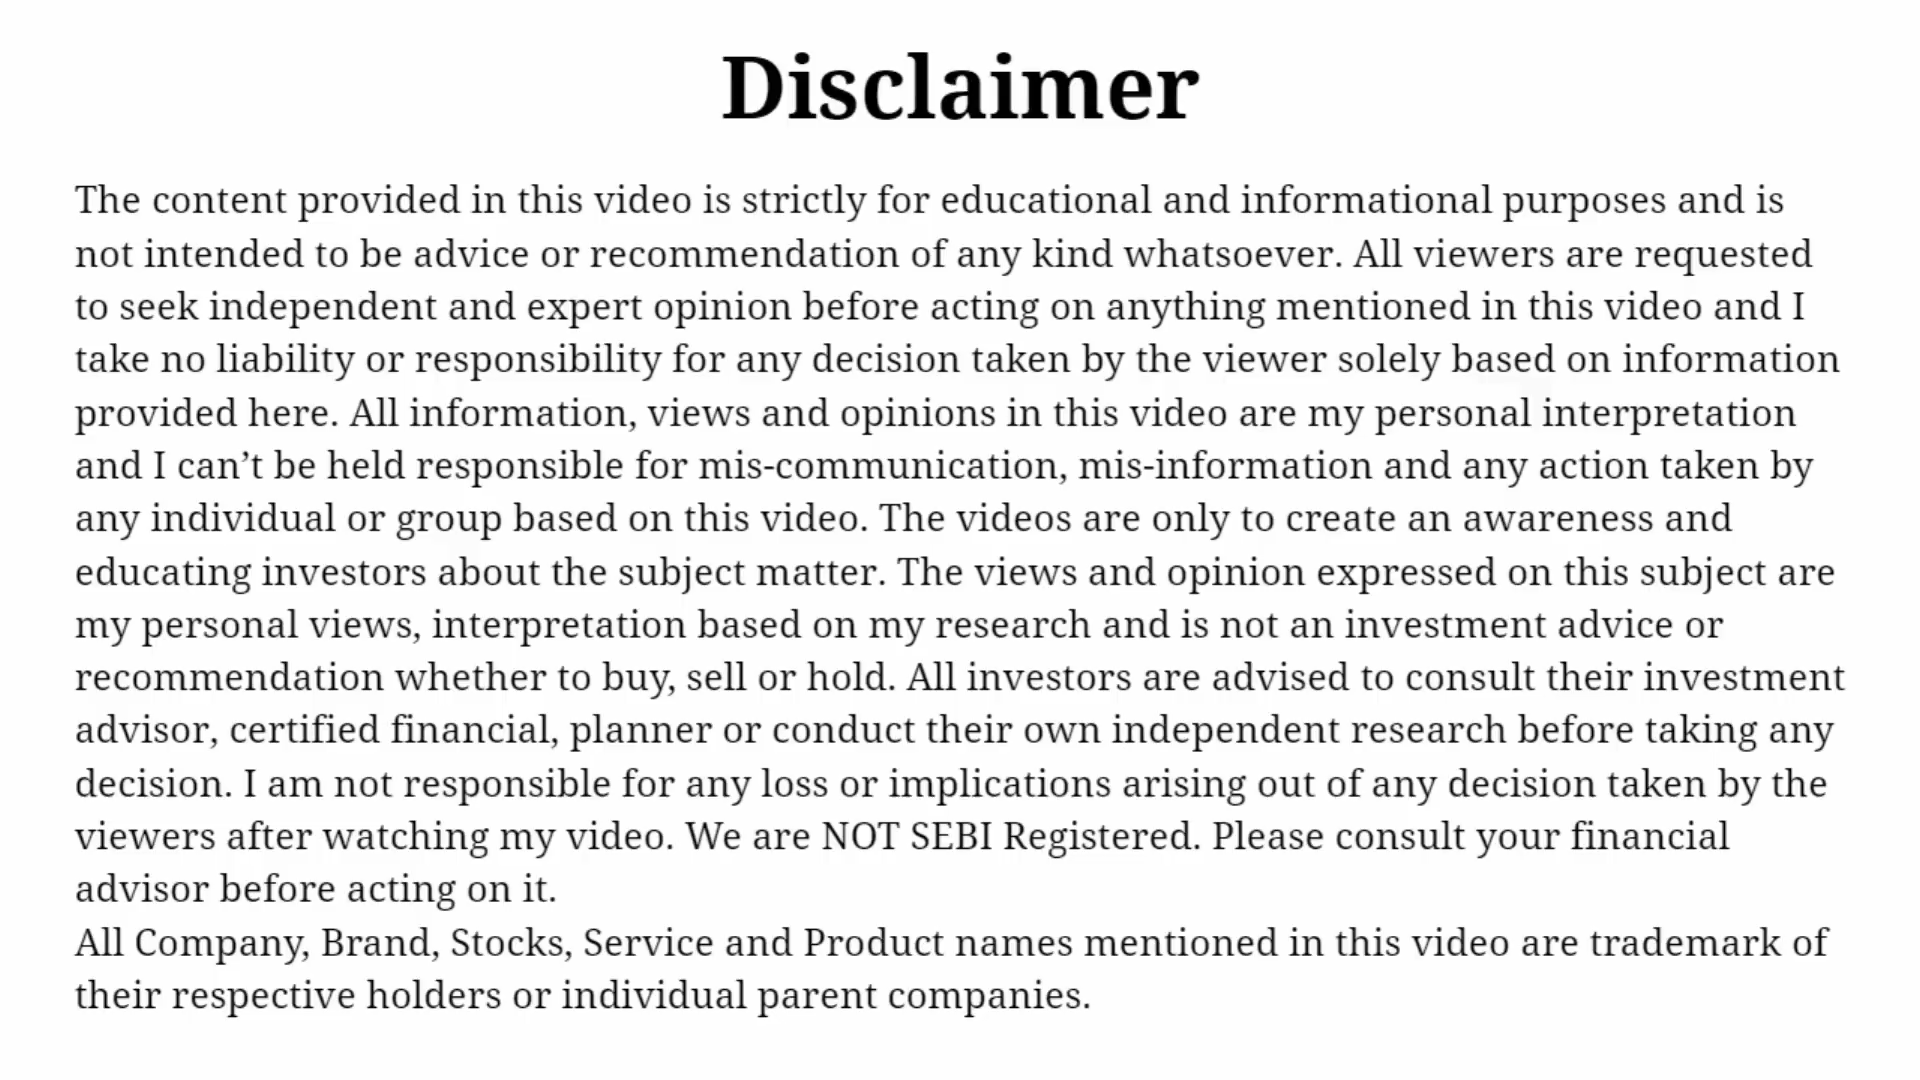 Disclaimer
The content provided in this video is strictly for educational and informational purposes and is
not intended to be advice or recommendation of any kind whatsoever. All viewers are requested
to seek independent and expert opinion before acting on anything mentioned in this video and I
take no liability or responsibility for any decision taken by the viewer solely based on information
provided here. All information, views and opinions in this video are my personal interpretation
and I can’t be held responsible for mis-communication, mis-information and any action taken by
any individual or group based on this video. The videos are only to create an awareness and
educating investors about the subject matter. The views and opinion expressed on this subject are
my personal views, interpretation based on my research and is not an investment advice or
recommendation whether to buy, sell or hold. All investors are advised to consult their investment
advisor, certified financial, planner or conduct their own independent research before taking any
decision. I am not responsible for any loss or implications arising out of any decision taken by the
viewers after watching my video. We are NOT SEBI Registered. Please consult your financial
advisor before acting on it.
All Company, Brand, Stocks, Service and Product names mentioned in this video are trademark of
their respective holders or individual parent companies.